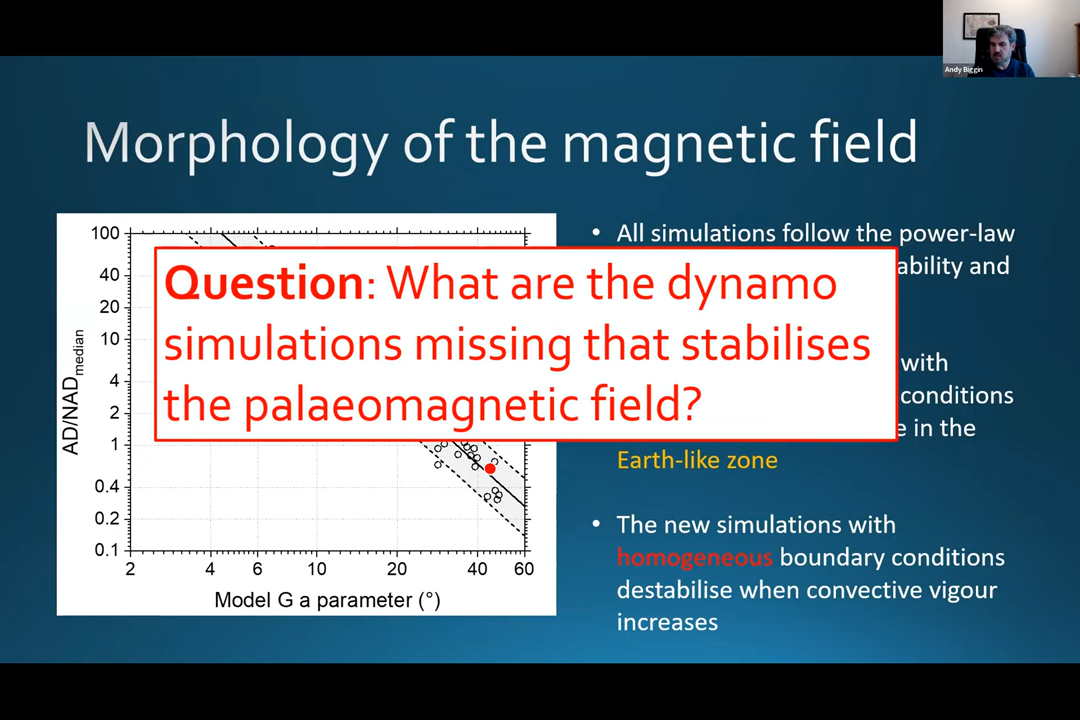 Andy Biggin
Morphology of the magnetic field
100
40
20
10
4
2
1
0.4
0.2
0.1
AD/NADmedian
2 4 6 10 20 40 60
Model G a parameter (°)
Question: What are the dynamo
simulations missing that stabilises
the palaeomagnetic field?
• All simulations follow the power-law
ability and
with
conditions
e in the
Earth-like zone
• The new simulations with
homogeneous boundary conditions
destabilise when convective vigour
increases